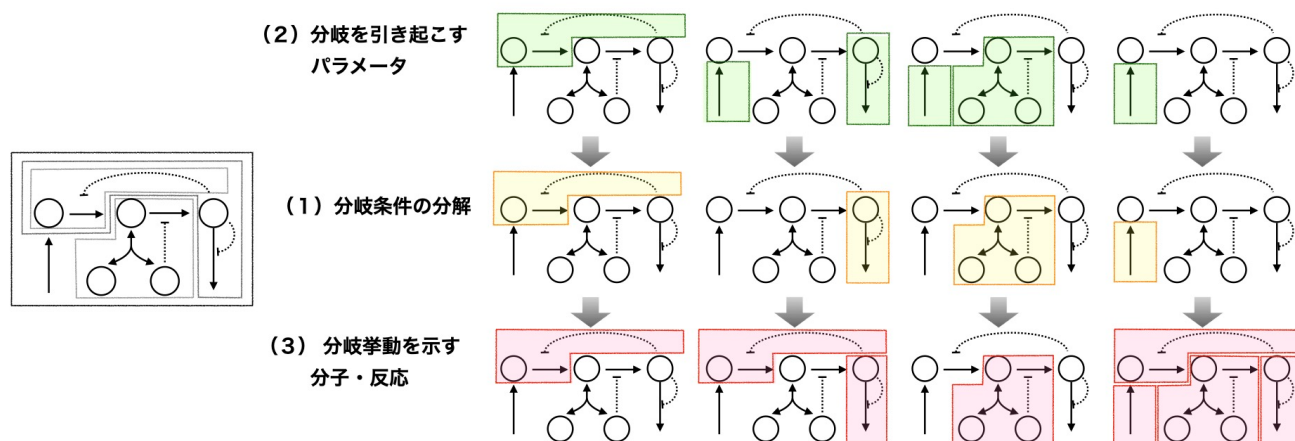 （2）分岐を引き起こす
パラメータ
（1）分岐条件の分解
（3） 分岐挙動を示す
分子・反応